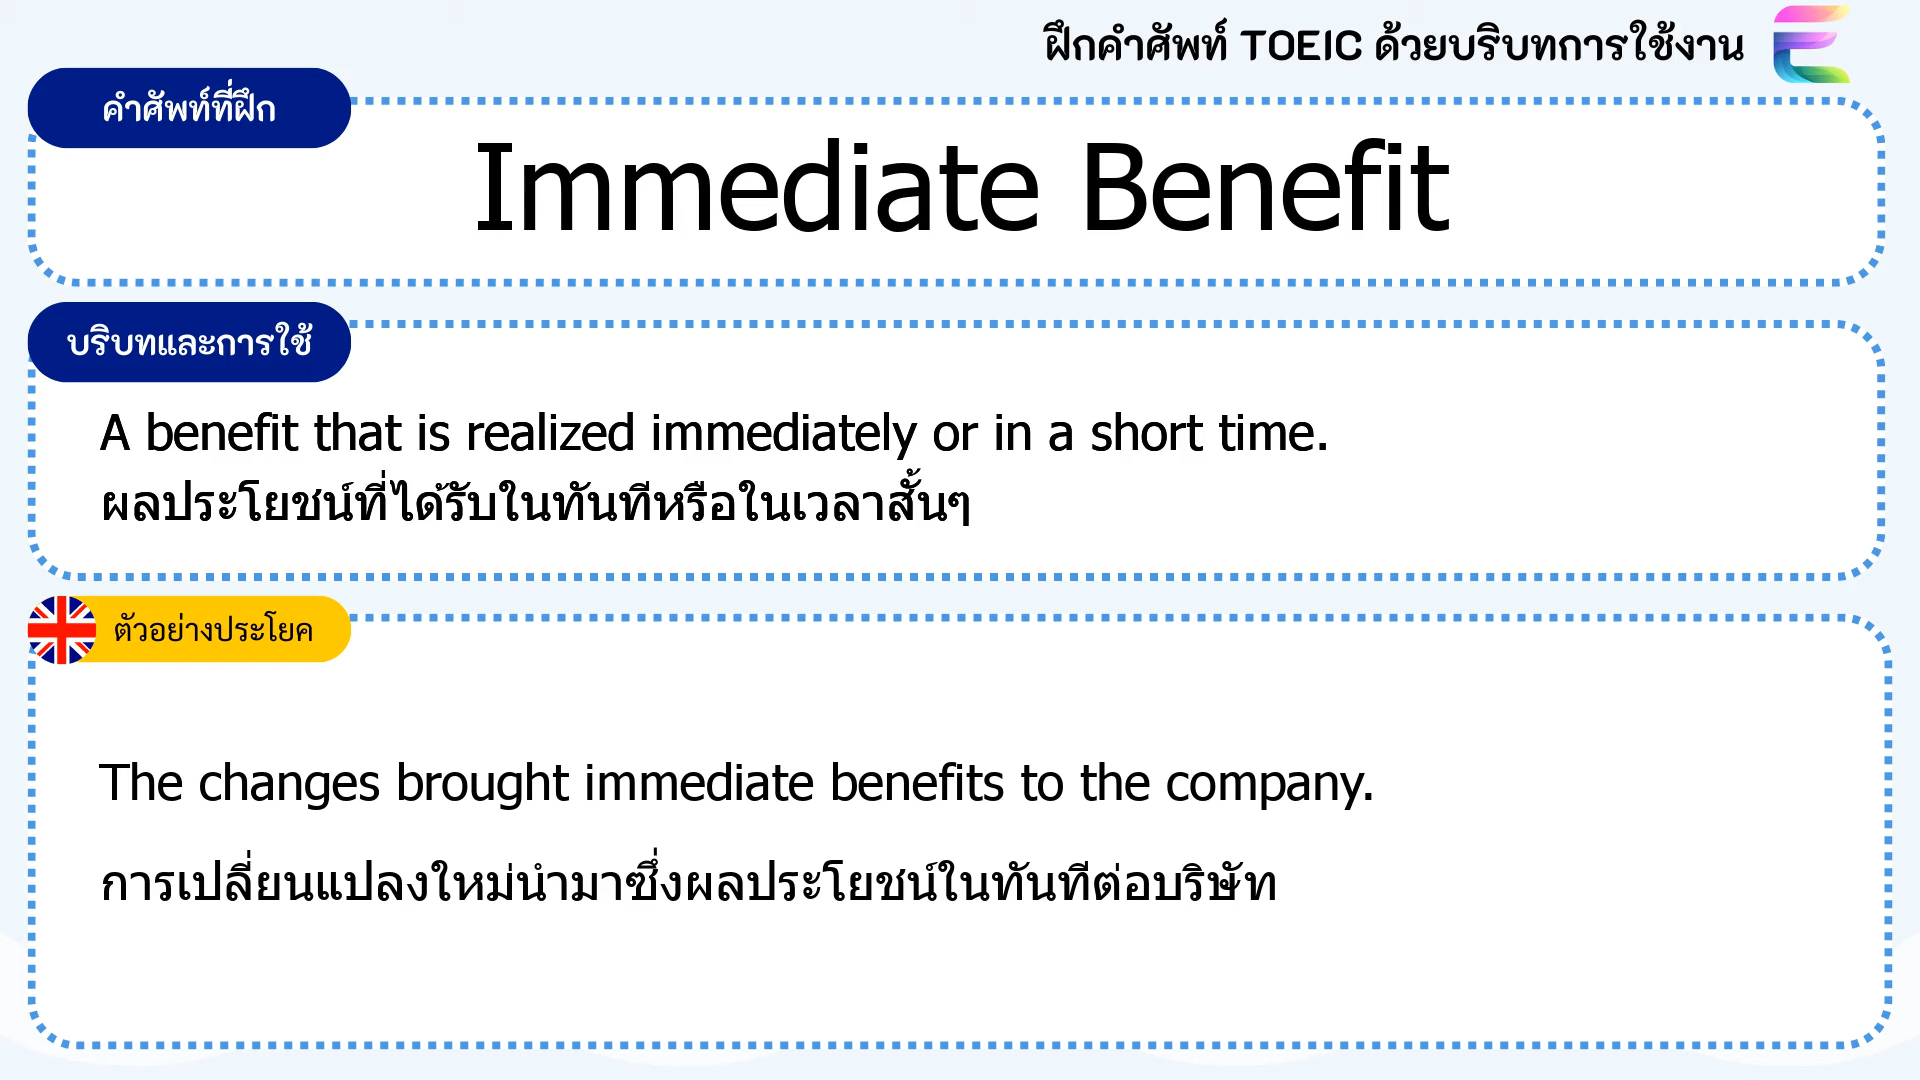 ฝึกคำศัพท์ TOEIC ด้วยบริบทการใช้งาน
คำศัพท์ที่ฝึก
Immediate Benefit
บริบทและการใช้
A benefit that is realized immediately or in a short time.
ผลประโยชน์ที่ได้รับในทันทีหรือในเวลาสั้นๆ
ตัวอย่างประโยค
The changes brought immediate benefits to the company.
การเปลี่ยนแปลงใหม่นำมาซึ่งผลประโยชน์ในทันทีต่อบริษัท